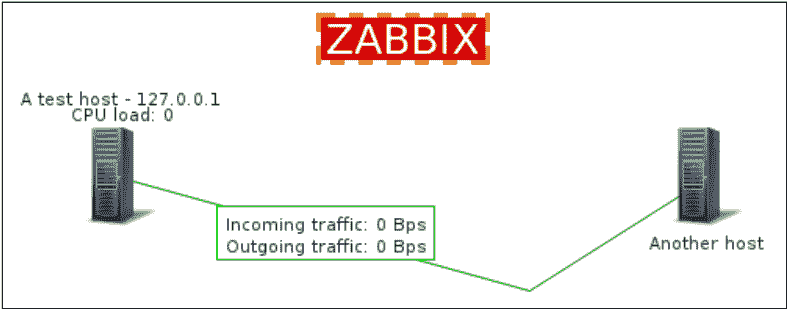 ZABBIX
A test host - 127.0.0.1
CPU load: 0
Incoming traffic: 0 Bps
Outgoing traffic: 0 Bps
Another host